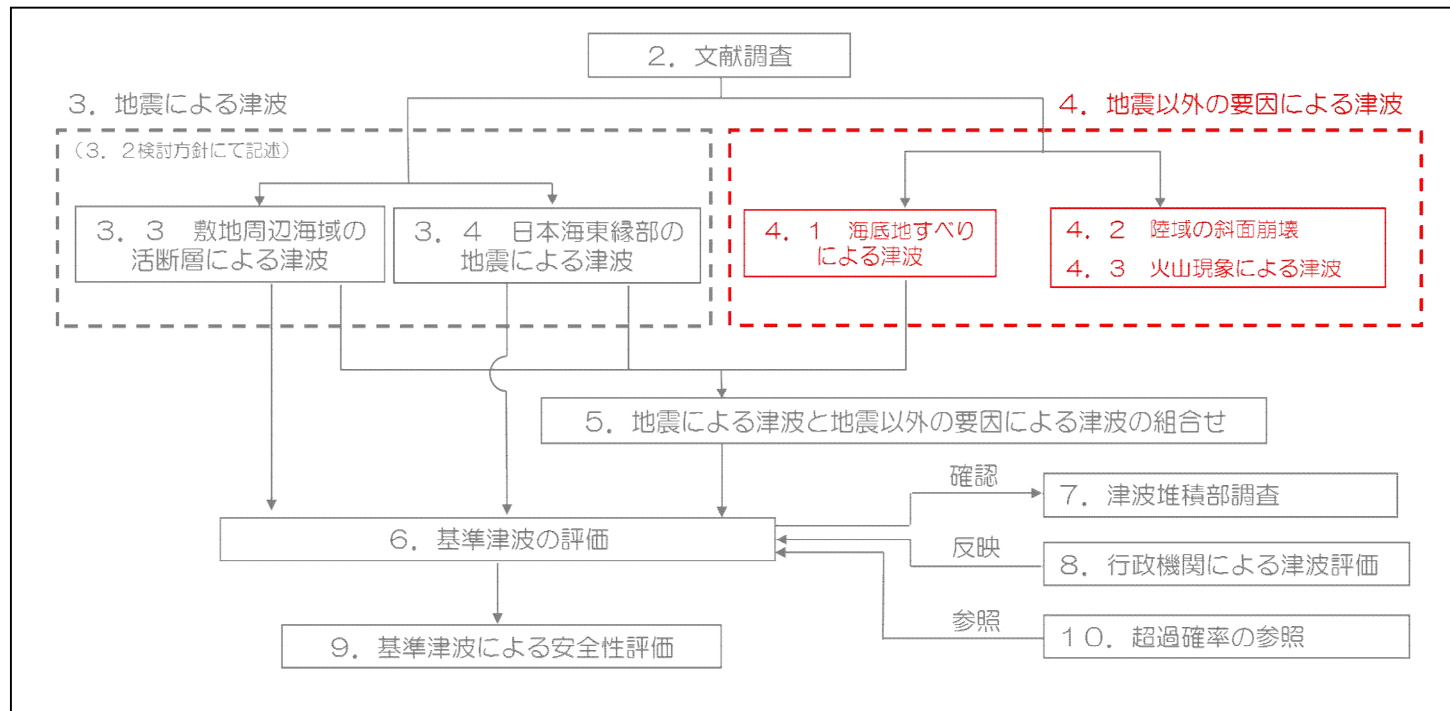 ２．文献調査
３．地震による津波
４．地震以外の要因による津波
（３．２検討方針にて記述）
３．３　敷地周辺海域の
活断層による津波
３．４　日本海東縁部の
地震による津波
４．１　海底地すべり
による津波
４．２　陸域の斜面崩壊
４．３　火山現象による津波
５．地震による津波と地震以外の要因による津波の組合せ
確認
７．津波堆積部調査
６．基準津波の評価
反映
８．行政機関による津波評価
参照
１０．超過確率の参照
９．基準津波による安全性評価